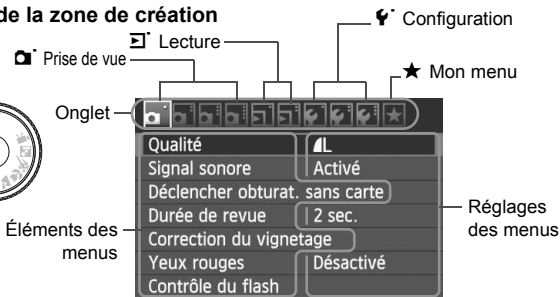 de la zone de création
Configuration
Lecture
Prise de vue
★ Mon menu
Onglet
Qualité L
Signal sonore Activé
Déclencher obturat. sans carte
Durée de revue 2 sec.
Correction du vignetage
Yeux rouges Désactivé
Contrôle du flash
Éléments des
menus
Réglages
des menus